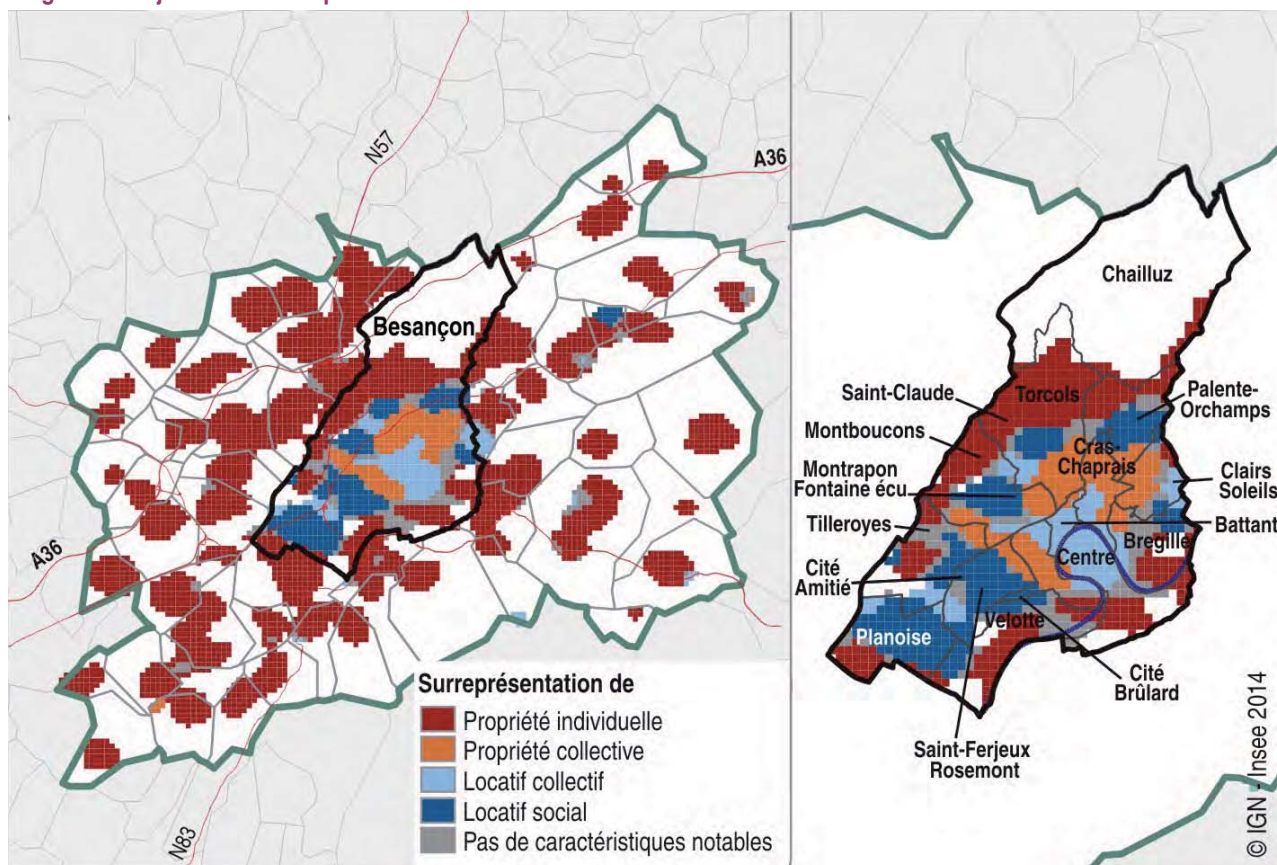 N57
A36
Besançon
A36
N83
Surreprésentation de
Propriété individuelle
Propriété collective
Locatif collectif
Locatif social
Pas de caractéristiques notables
Chailluz
Saint-Claude
Torcols
Palente-
Orchamps
Montboucons
Cras-
Chaprais
Montrapon
Fontaine écu
Clairs
Soleils
Tilleroyes
Battant
Bregille
Centre
Cité
Amitié
Velotte
Planoise
Cité
Brûlard
Saint-Ferjeux
Rosemont
© IGN - Insee 2014